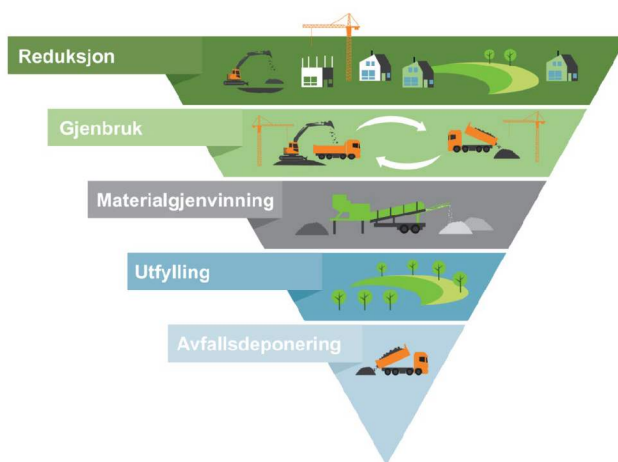 Reduksjon
Gjenbruk
Materialgjenvinning
Utfylling
Avfallsdeponering